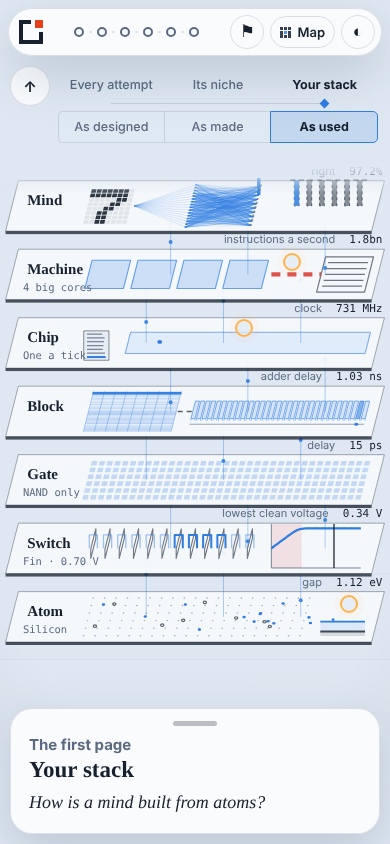 Map
Every attempt Its niche Your stack
As designed As made As used
right 97.2%
Mind
instructions a second 1.8bn
Machine
4 big cores
clock 731 MHz
Chip
One a tick
adder delay 1.03 ns
Block
delay 15 ps
Gate
NAND only
lowest clean voltage 0.34 V
Switch
Fin · 0.70 V
gap 1.12 eV
Atom
Silicon
The first page
Your stack
How is a mind built from atoms?